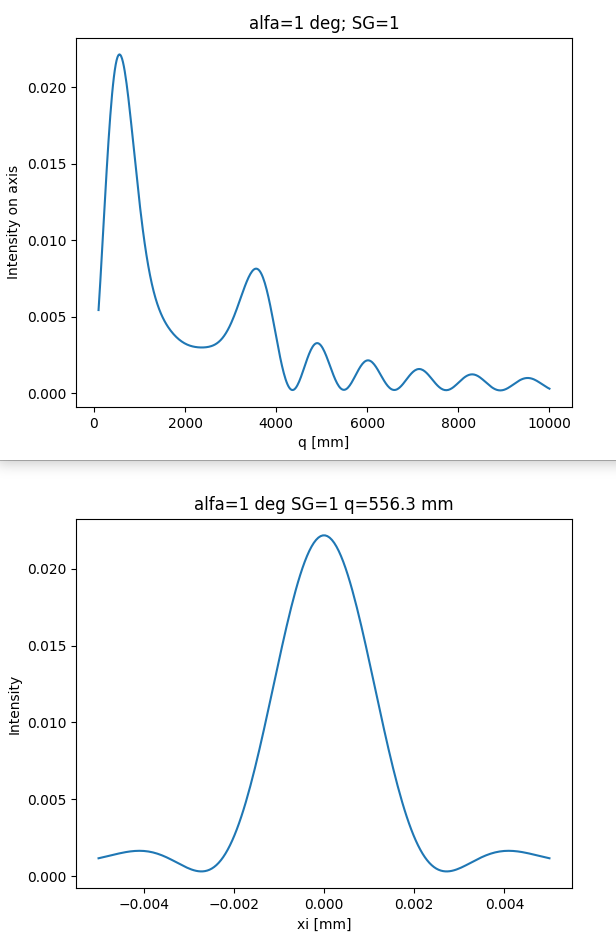 alfa=1 deg; SG=1
0.020
0.015
0.010
0.005
0.000
Intensity on axis
0 2000 4000 6000 8000 10000
q [mm]
alfa=1 deg SG=1 q=556.3 mm
0.020
0.015
0.010
0.005
0.000
Intensity
−0.004 −0.002 0.000 0.002 0.004
xi [mm]